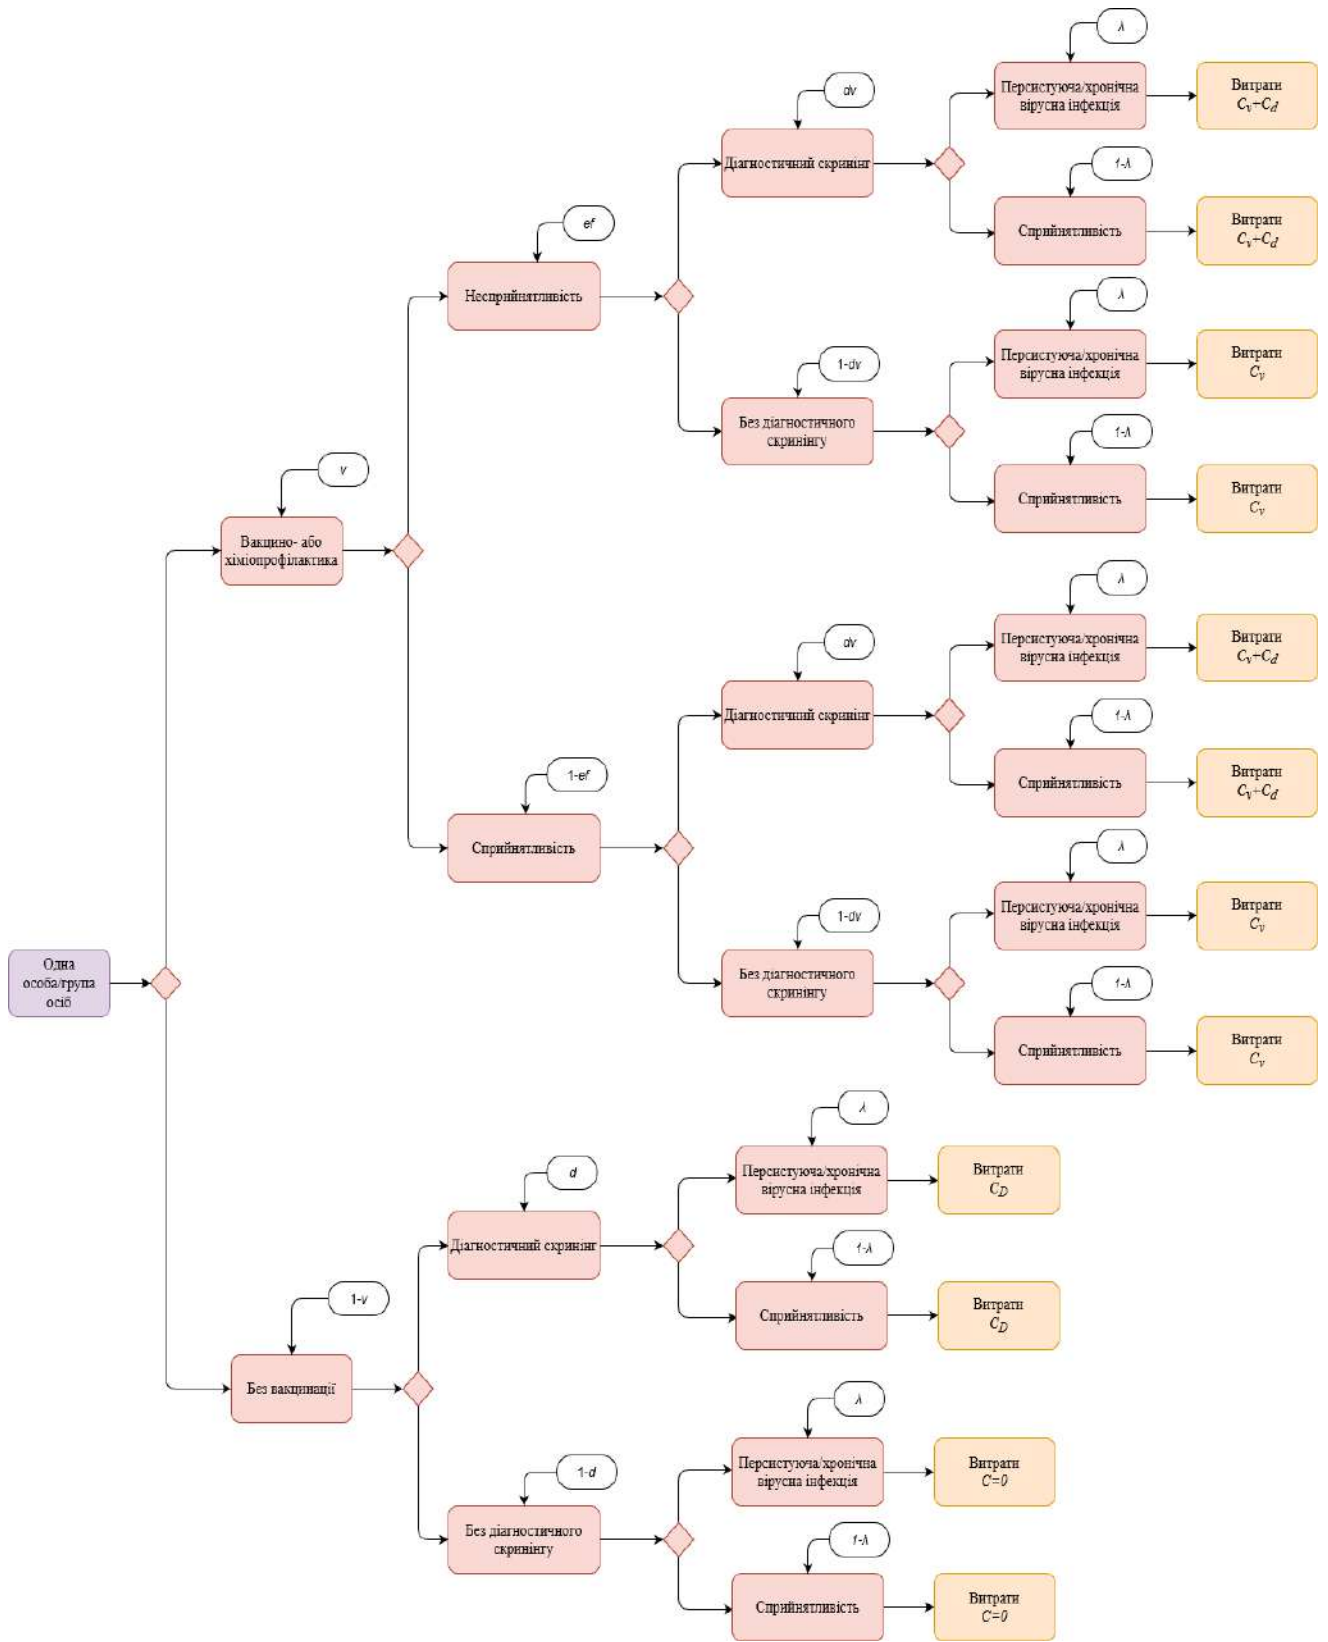 λ
Персистуюча/хронічна
вірусна інфекція
Витрати
Cv+Cd
dv
Діагностичний скринінг
1-λ
Сприйнятливість
Витрати
Cv+Cd
ef
Несприйнятливість
λ
Персистуюча/хронічна
вірусна інфекція
Витрати
Cv
1-dv
Без діагностичного
скринінгу
1-λ
Сприйнятливість
Витрати
Cv
v
Вакцино- або
хіміопрофілактика
λ
Персистуюча/хронічна
вірусна інфекція
Витрати
Cv+Cd
dv
Діагностичний скринінг
1-λ
Сприйнятливість
Витрати
Cv+Cd
1-ef
Сприйнятливість
λ
Персистуюча/хронічна
вірусна інфекція
Витрати
Cv
1-dv
Без діагностичного
скринінгу
1-λ
Сприйнятливість
Витрати
Cv
Одна
особа/група
осіб
λ
Персистуюча/хронічна
вірусна інфекція
Витрати
CD
d
Діагностичний скринінг
1-λ
Сприйнятливість
Витрати
CD
1-v
Без вакцинації
λ
Персистуюча/хронічна
вірусна інфекція
Витрати
C=0
1-d
Без діагностичного
скринінгу
1-λ
Сприйнятливість
Витрати
C=0